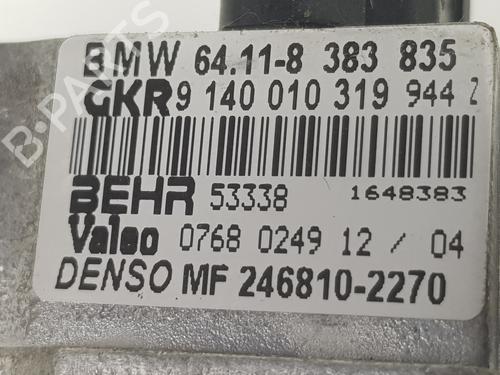 BMW 64.11-8 383 835
GKR 9 140 010 319 944 2
BEHR 53338 1648383
Valeo 0768 0249 12 / 04
DENSO MF 246810-2270
B-PARTS